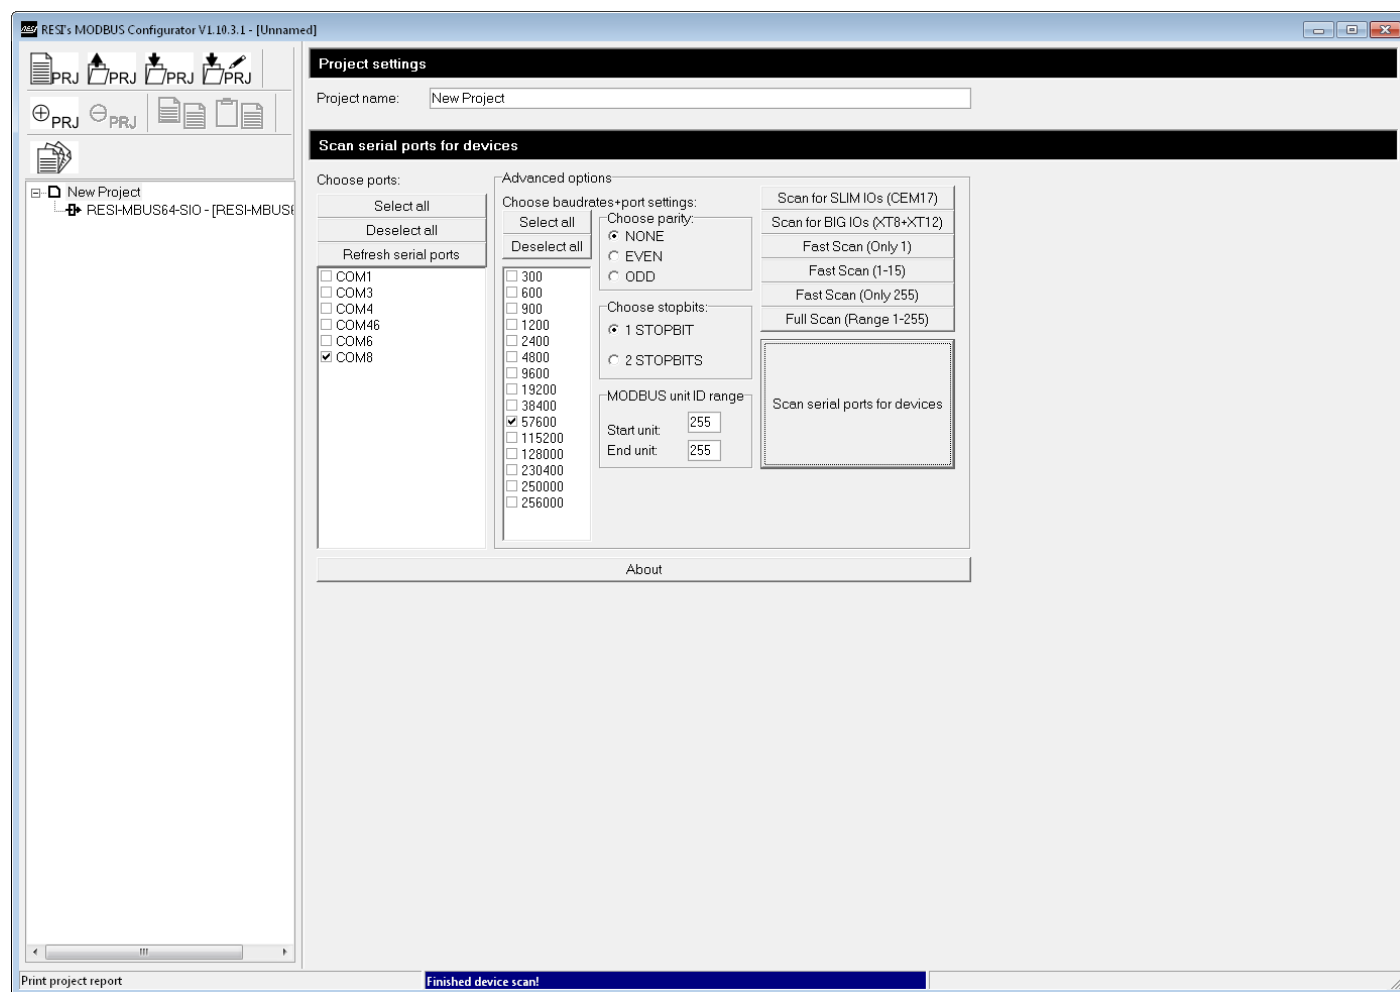 RESI RESI's MODBUS Configurator V1.10.3.1 - [Unnamed]
PRJ PRJ PRJ PRJ
PRJ PRJ
New Project
RESI-MBUS64-SIO - [RESI-MBUS6
Project settings
Project name: New Project
Scan serial ports for devices
Choose ports:
Select all
Deselect all
Refresh serial ports
COM1
COM3
COM4
COM46
COM6
COM8
Advanced options
Choose baudrates+port settings:
Select all
Deselect all
300
600
900
1200
2400
4800
9600
19200
38400
57600
115200
128000
230400
250000
256000
Choose parity:
NONE
EVEN
ODD
Choose stopbits:
1 STOPBIT
2 STOPBITS
MODBUS unit ID range
Start unit: 255
End unit: 255
Scan for SLIM IOs (CEM17)
Scan for BIG IOs (XT8+XT12)
Fast Scan (Only 1)
Fast Scan (1-15)
Fast Scan (Only 255)
Full Scan (Range 1-255)
Scan serial ports for devices
About
Print project report
Finished device scan!